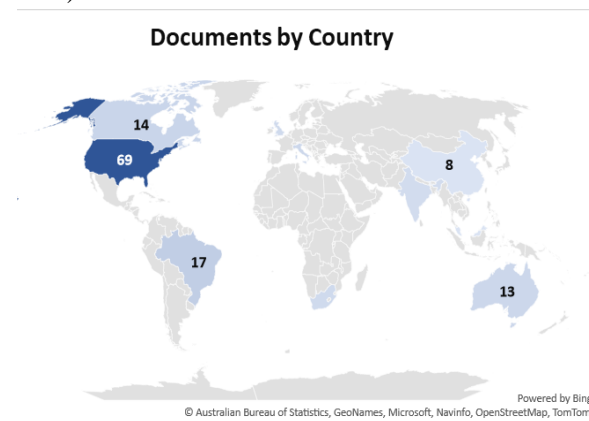 Documents by Country
14
69
8
17
13
Powered by Bing
© Australian Bureau of Statistics, GeoNames, Microsoft, Navinfo, OpenStreetMap, TomTom